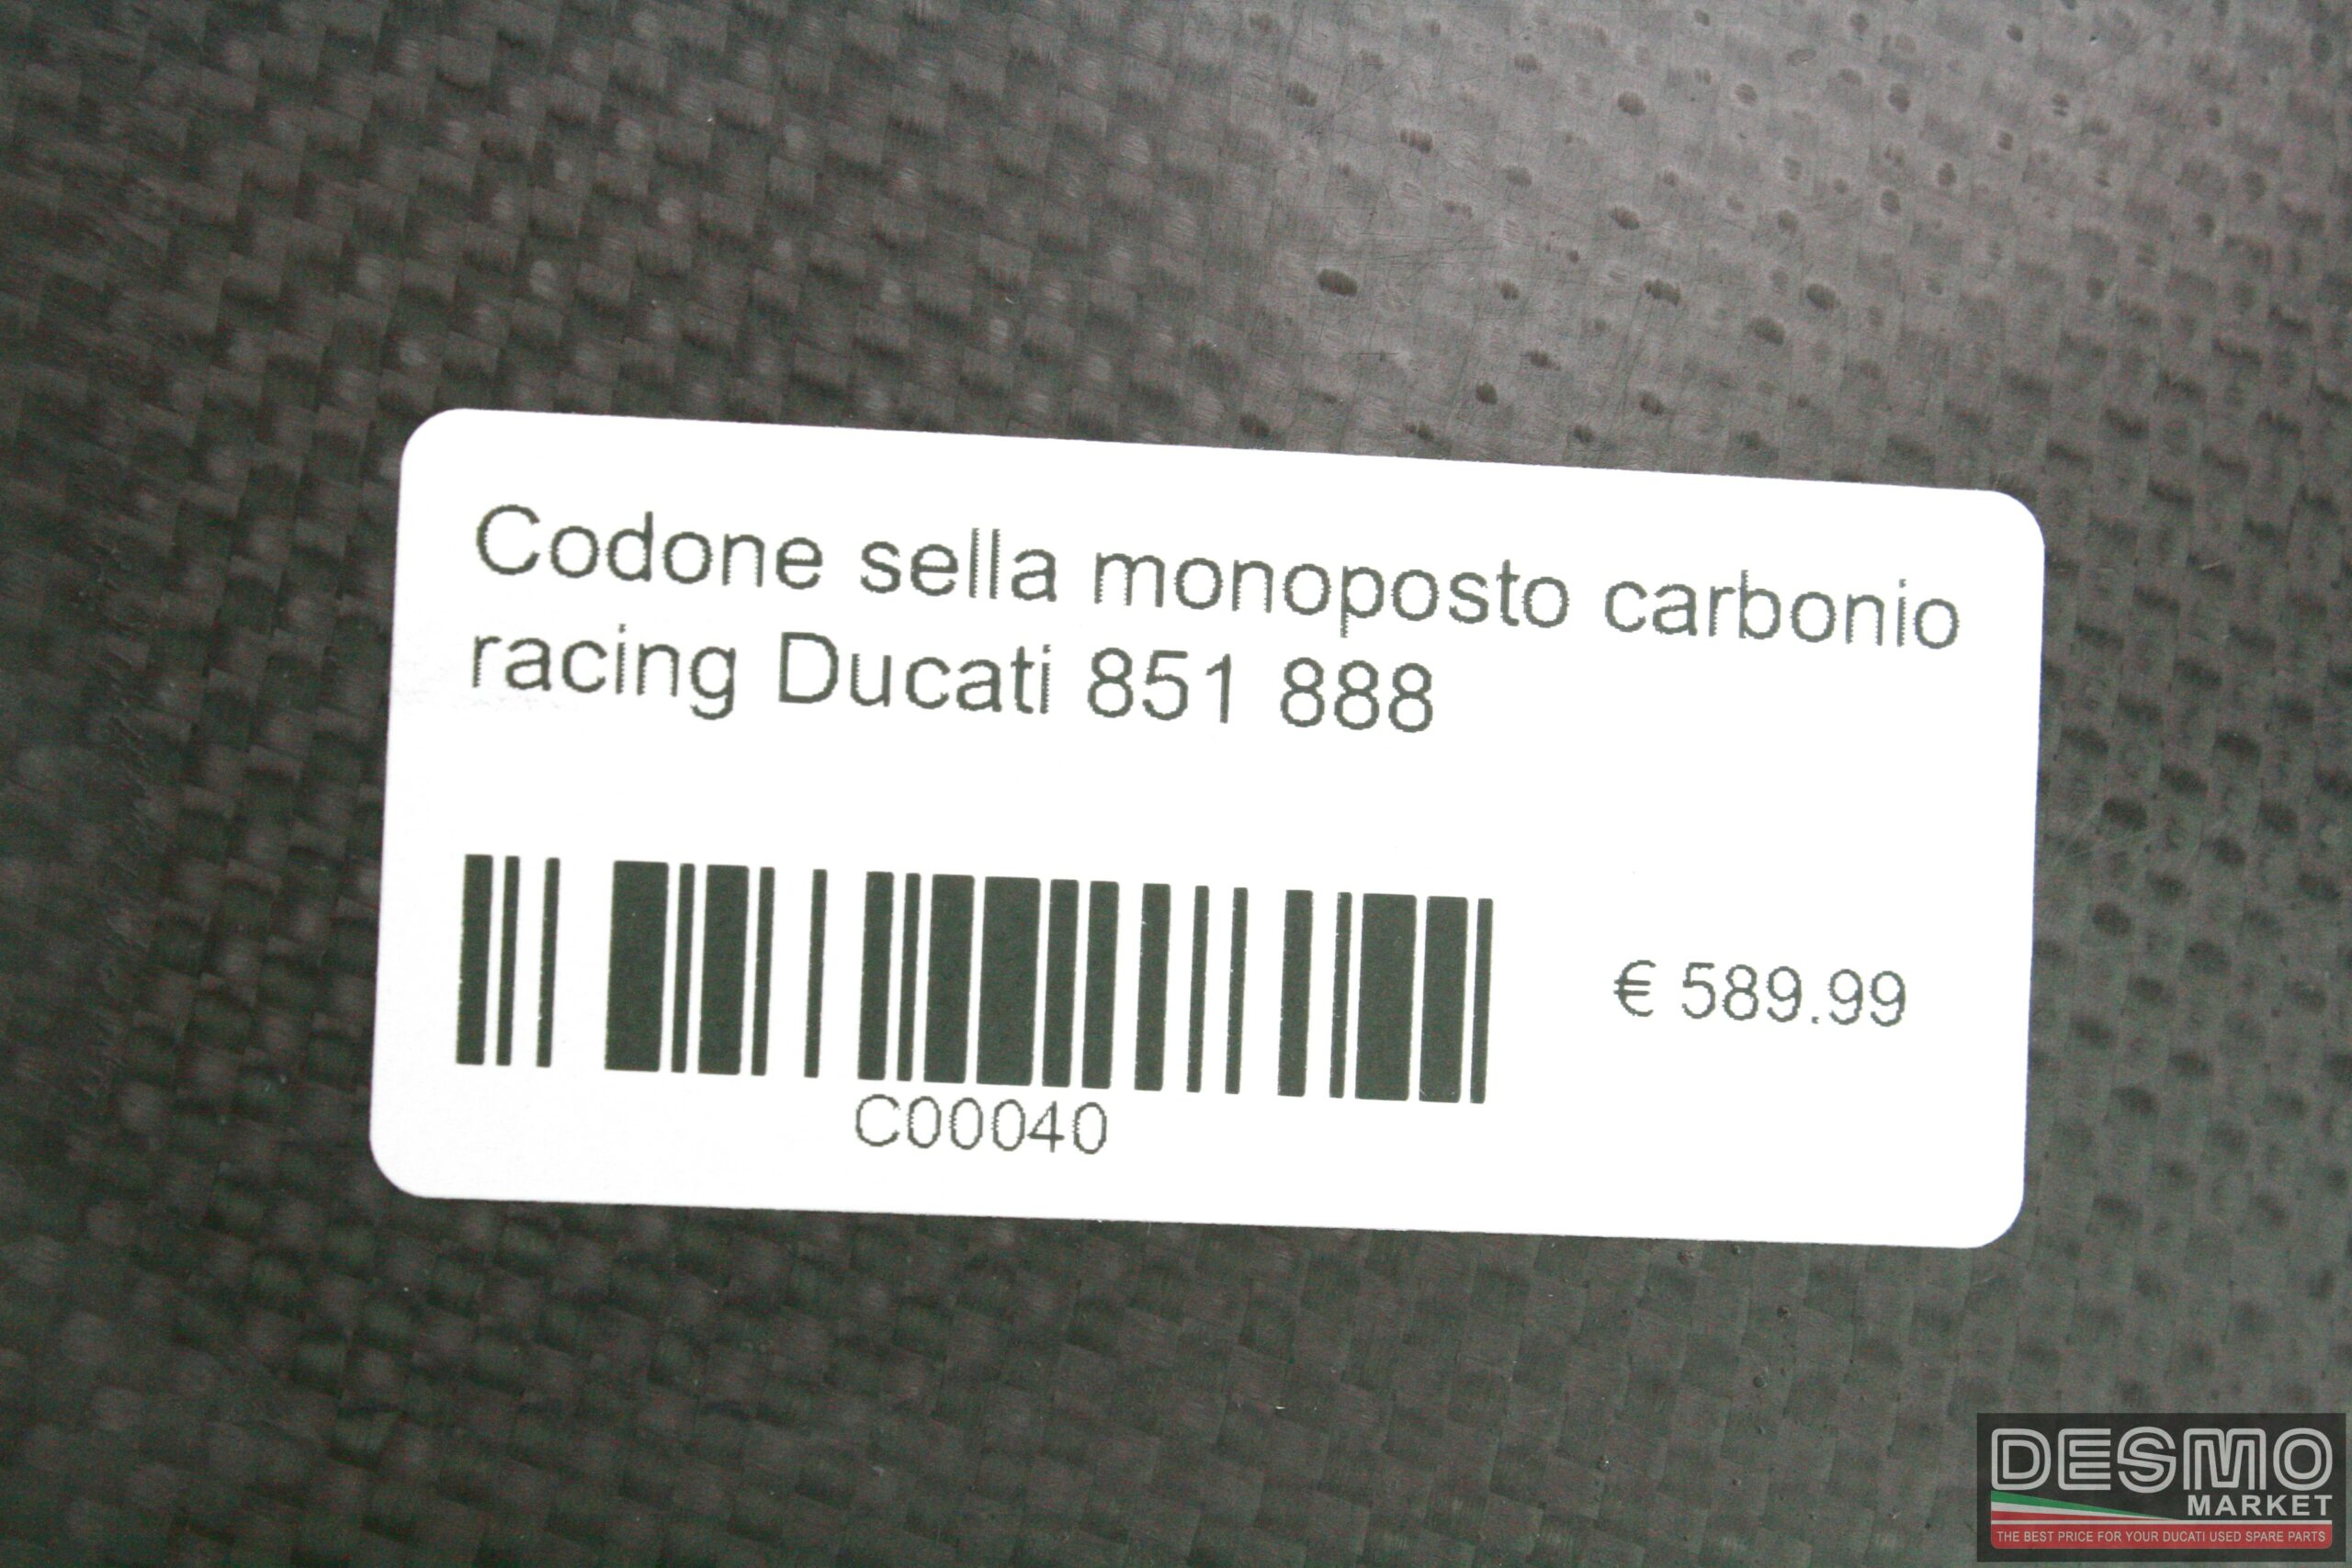 Codone sella monoposto carbonio
racing Ducati 851 888
€ 589.99
C00040
DESMO
MARKET
THE BEST PRICE FOR YOUR DUCATI USED SPARE PARTS